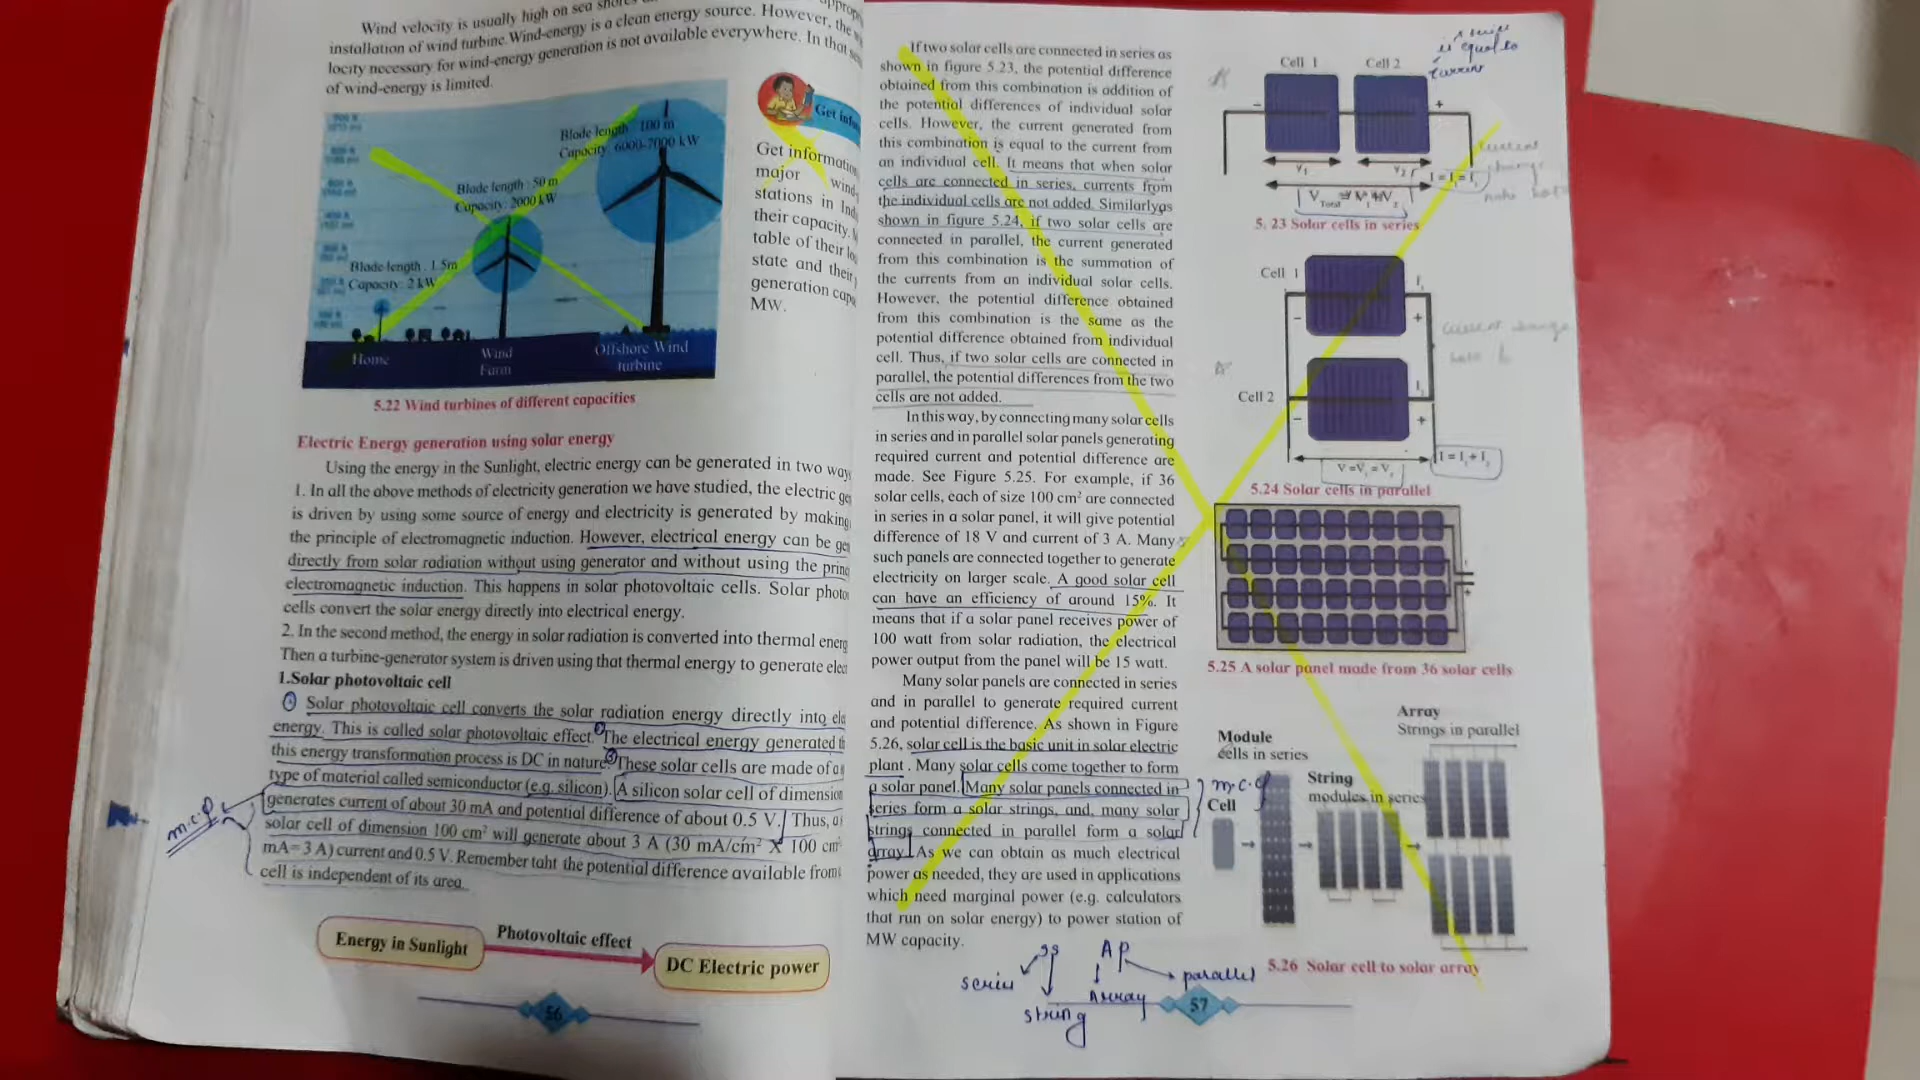 Wind velocity is usually high on sea shores
installation of wind turbine. Wind-energy is a clean energy source. However, the
locity necessary for wind-energy generation is not available everywhere. In that
of wind-energy is limited.
Blade length : 100 m
Capacity: 6000-7000 kW
Blade length : 50 m
Capacity: 2000 kW
Blade length : 1.5m
Capacity: 2 kW
Home
Wind
Farm
Offshore Wind
turbine
5.22 Wind turbines of different capacities
Get
Get information
major wind
stations in
their capacity.
table of their
state and their
generation
MW.
Electric Energy generation using solar energy
Using the energy in the Sunlight, electric energy can be generated in two
1. In all the above methods of electricity generation we have studied, the electric
is driven by using some source of energy and electricity is generated by making
the principle of electromagnetic induction. However, electrical energy can be
directly from solar radiation without using generator and without using the
electromagnetic induction. This happens in solar photovoltaic cells. Solar
cells convert the solar energy directly into electrical energy.
2. In the second method, the energy in solar radiation is converted into thermal
Then a turbine-generator system is driven using that thermal energy to generate
1.Solar photovoltaic cell
Solar photovoltaic cell converts the solar radiation energy directly into
energy. This is called solar photovoltaic effect. The electrical energy generated
this energy transformation process is DC in nature. These solar cells are made of a
type of material called semiconductor (e.g. silicon). A silicon solar cell of dimension
generates current of about 30 mA and potential difference of about 0.5 V. Thus,
solar cell of dimension 100 cm² will generate about 3 A (30 mA/cm² X 100 cm
mA= 3 A) current and 0.5 V. Remember taht the potential difference available from
cell is independent of its area.
m.c.q
Energy in Sunlight
Photovoltaic effect
DC Electric power
56
If two solar cells are connected in series as
shown in figure 5.23, the potential difference
obtained from this combination is addition of
the potential differences of individual solar
cells. However, the current generated from
this combination is equal to the current from
an individual cell. It means that when solar
cells are connected in series, currents from
the individual cells are not added. Similarly,as
shown in figure 5.24, if two solar cells are
connected in parallel, the current generated
from this combination is the summation of
the currents from an individual solar cells.
However, the potential difference obtained
from this combination is the same as the
potential difference obtained from individual
cell. Thus, if two solar cells are connected in
parallel, the potential differences from the two
cells are not added.
In this way, by connecting many solar cells
in series and in parallel solar panels generating
required current and potential difference are
made. See Figure 5.25. For example, if 36
solar cells, each of size 100 cm² are connected
in series in a solar panel, it will give potential
difference of 18 V and current of 3 A. Many
such panels are connected together to generate
electricity on larger scale. A good solar cell
can have an efficiency of around 15%. It
means that if a solar panel receives power of
100 watt from solar radiation, the electrical
power output from the panel will be 15 watt.
Many solar panels are connected in series
and in parallel to generate required current
and potential difference. As shown in Figure
5.26, solar cell is the basic unit in solar electric
plant . Many solar cells come together to form
a solar panel. Many solar panels connected in
series form a solar strings, and, many solar
strings connected in parallel form a solar
array. As we can obtain as much electrical
power as needed, they are used in applications
which need marginal power (e.g. calculators
that run on solar energy) to power station of
MW capacity.
m.c.q
SS
series
string
AP
Array
parallel
57
series
is equal to
Current
Cell 1
Cell 2
−
+
V₁
V₂
I = I₁ = I₂
5. 23 Solar cells in series
Cell 1
−
+
Cell 2
−
+
V =V₁ = V₂
I = I₁ + I₂
5.24 Solar cells in parallel
5.25 A solar panel made from 36 solar cells
Array
Strings in parallel
Module
cells in series
String
modules in series
Cell
5.26 Solar cell to solar array